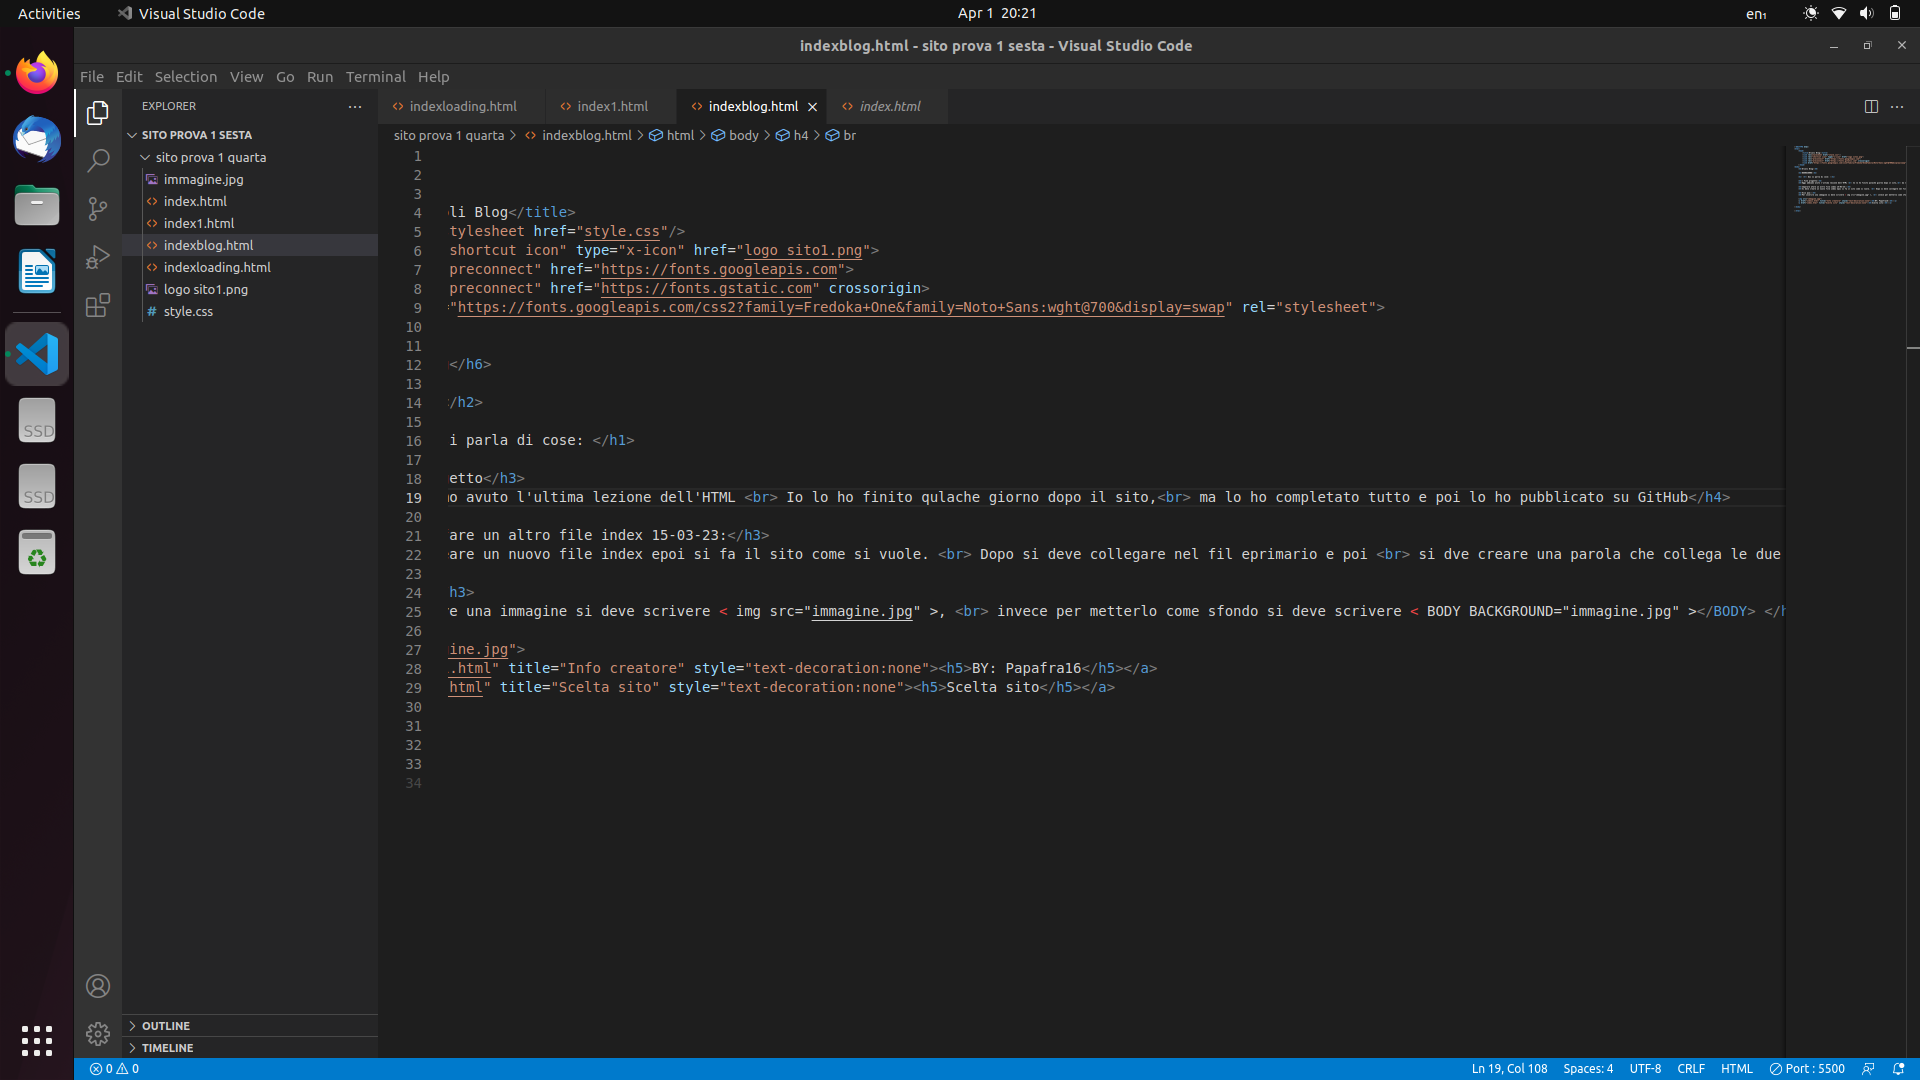 Activities
Visual Studio Code
Apr 1 20:21
en₁
indexblog.html - sito prova 1 sesta - Visual Studio Code
File Edit Selection View Go Run Terminal Help
EXPLORER
SITO PROVA 1 SESTA
sito prova 1 quarta
immagine.jpg
index.html
index1.html
indexblog.html
indexloading.html
logo sito1.png
# style.css
OUTLINE
TIMELINE
SSD
SSD
indexloading.html index1.html indexblog.html index.html
sito prova 1 quarta > indexblog.html > html > body > h4 > br
1
2
3
4 li Blog</title>
5 tylesheet href="style.css"/>
6 shortcut icon" type="x-icon" href="logo sito1.png">
7 preconnect" href="https://fonts.googleapis.com">
8 preconnect" href="https://fonts.gstatic.com" crossorigin>
9 "https://fonts.googleapis.com/css2?family=Fredoka+One&family=Noto+Sans:wght@700&display=swap" rel="stylesheet">
10
11
12 </h6>
13
14 /h2>
15
16 i parla di cose: </h1>
17
18 etto</h3>
19 o avuto l'ultima lezione dell'HTML <br> Io lo ho finito qulache giorno dopo il sito,<br> ma lo ho completato tutto e poi lo ho pubblicato su GitHub</h4>
20
21 are un altro file index 15-03-23:</h3>
22 are un nuovo file index epoi si fa il sito come si vuole. <br> Dopo si deve collegare nel fil eprimario e poi <br> si dve creare una parola che collega le due
23
24 h3>
25 e una immagine si deve scrivere < img src="immagine.jpg" >, <br> invece per metterlo come sfondo si deve scrivere < BODY BACKGROUND="immagine.jpg" ></BODY> </h
26
27 ine.jpg">
28 .html" title="Info creatore" style="text-decoration:none"><h5>BY: Papafra16</h5></a>
29 html" title="Scelta sito" style="text-decoration:none"><h5>Scelta sito</h5></a>
30
31
32
33
34
0 0
Ln 19, Col 108 Spaces: 4 UTF-8 CRLF HTML Port : 5500